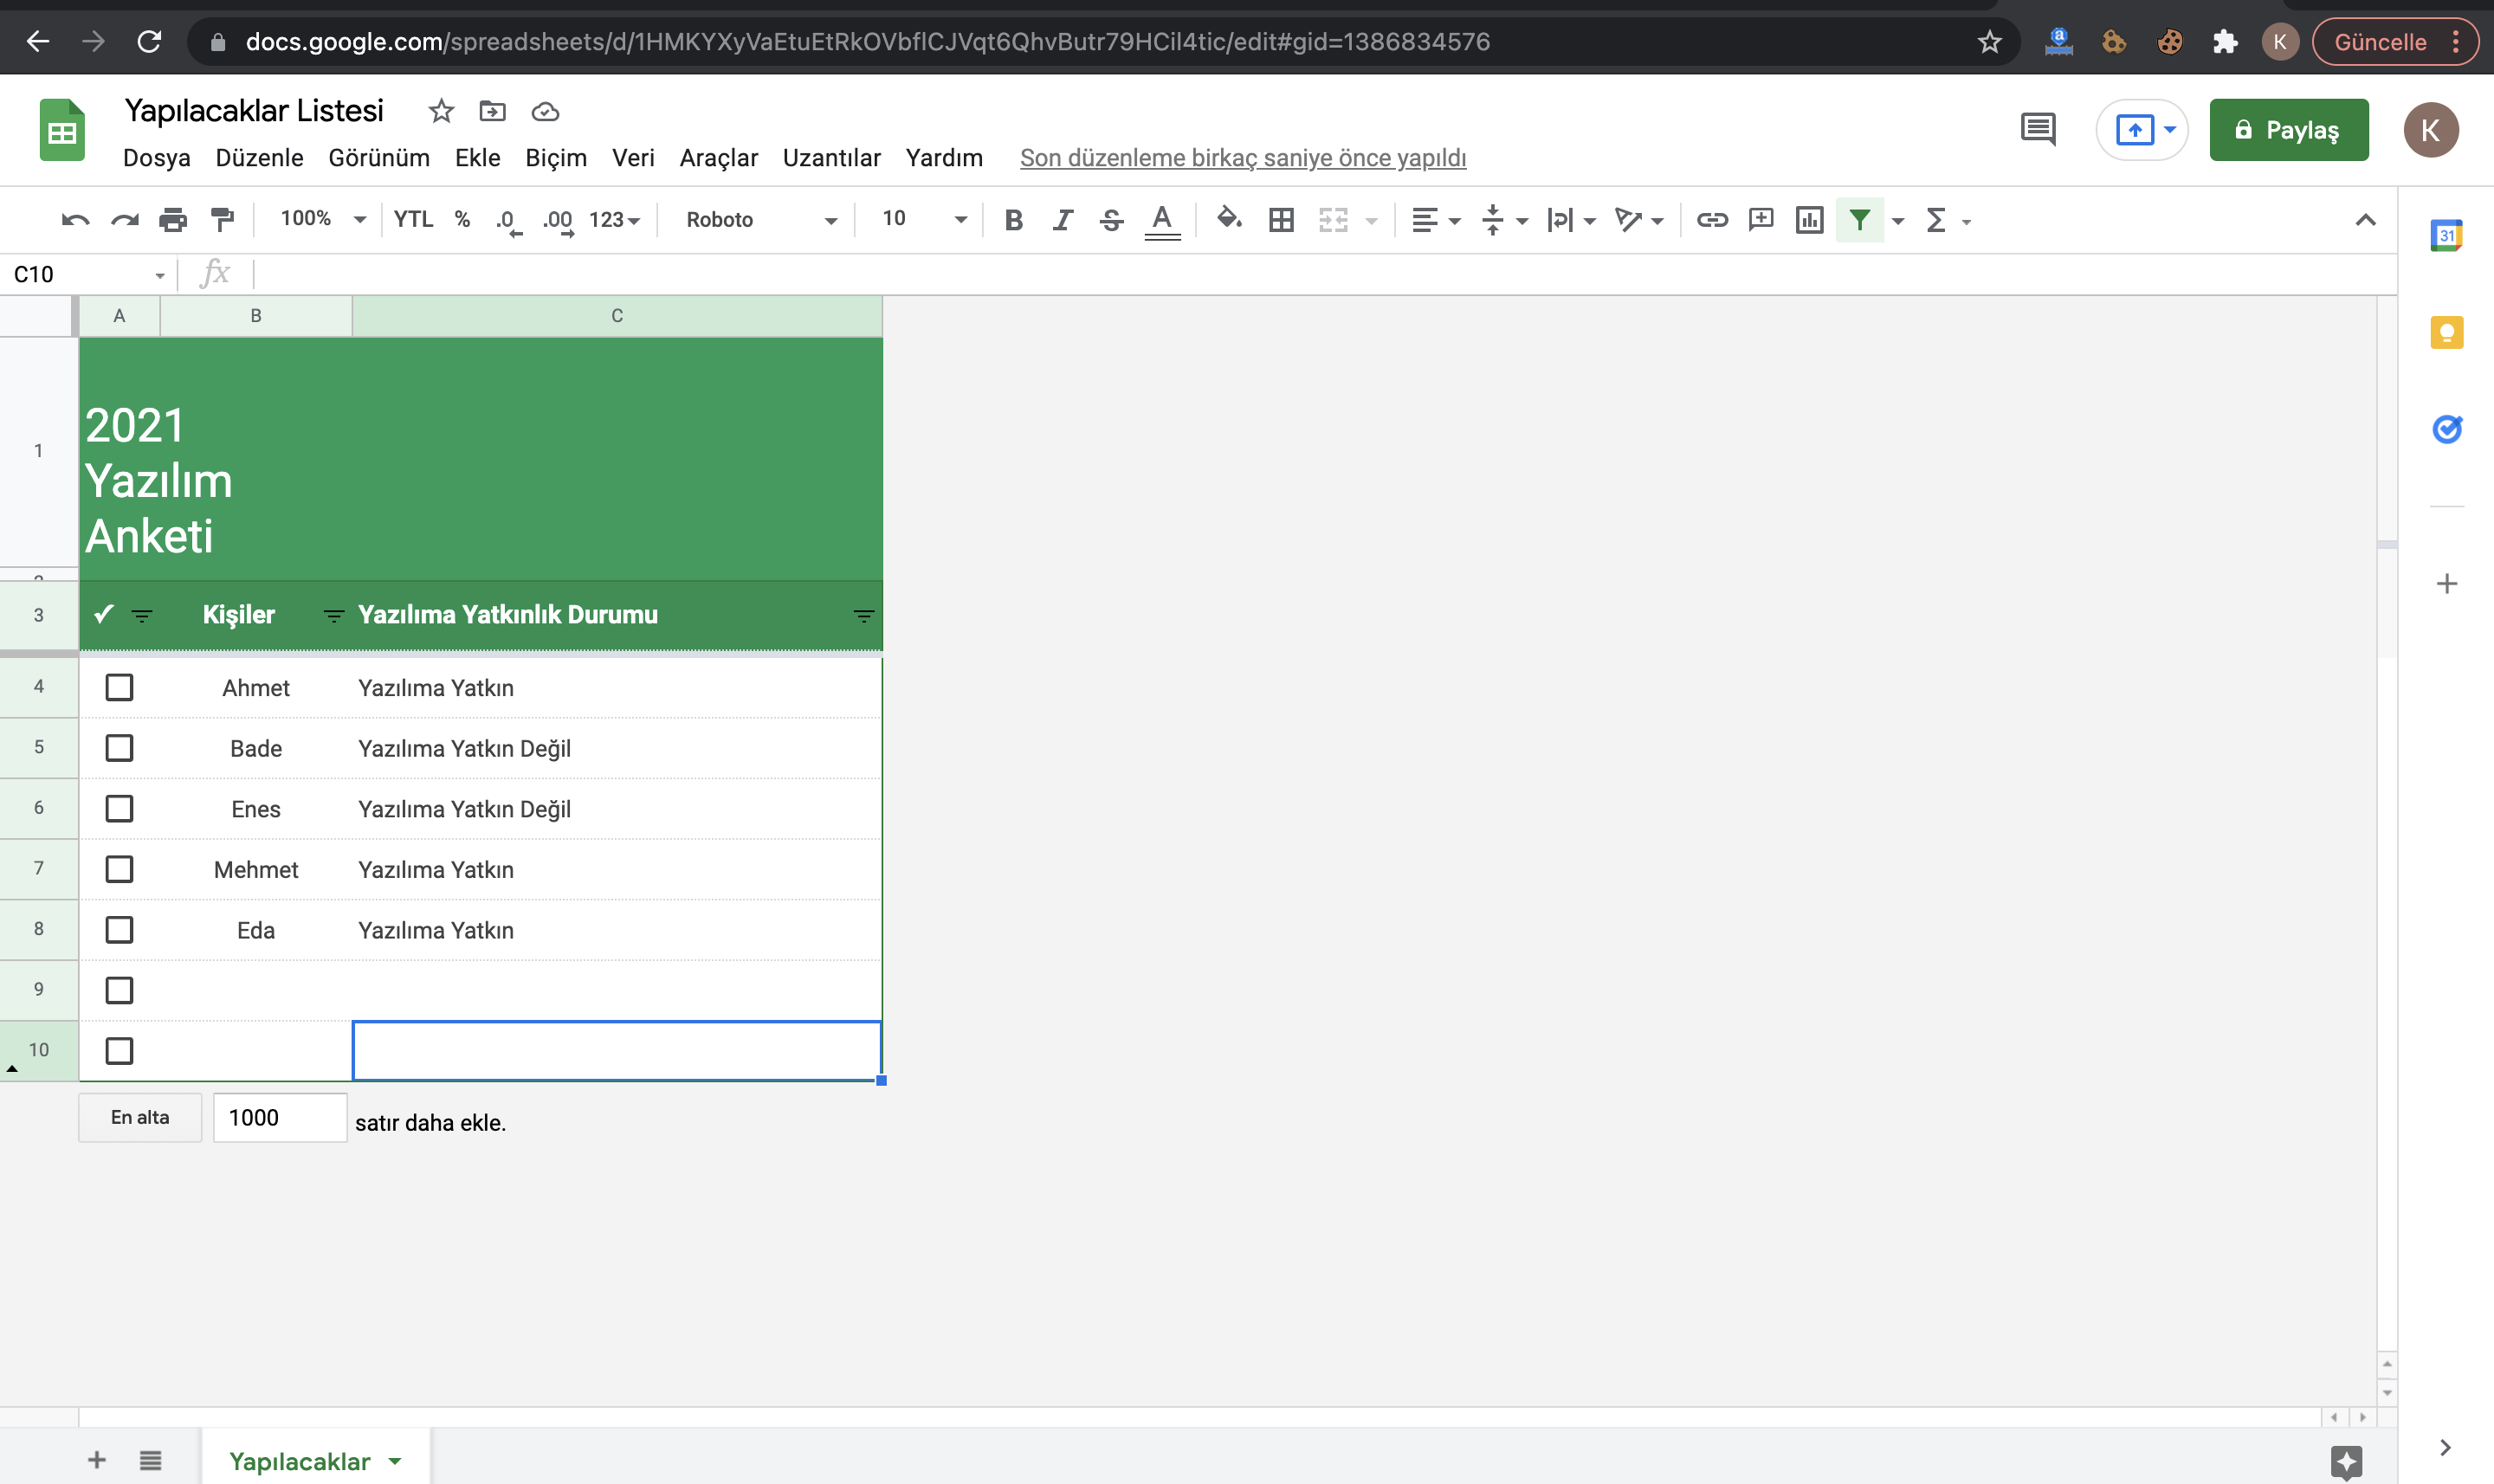 docs.google.com/spreadsheets/d/1HMKYXyVaEtuEtRkOVbflCJVqt6QhvButr79HCil4tic/edit#gid=1386834576
a
K
Güncelle
Yapılacaklar Listesi
Dosya Düzenle Görünüm Ekle Biçim Veri Araçlar Uzantılar Yardım Son düzenleme birkaç saniye önce yapıldı
Paylaş
K
100% YTL % .0 .00 123 Roboto 10 B I S A Σ
31
C10 fx
A B C
1
2021
Yazılım
Anketi
2
3 ✓ Kişiler Yazılıma Yatkınlık Durumu
4 Ahmet Yazılıma Yatkın
5 Bade Yazılıma Yatkın Değil
6 Enes Yazılıma Yatkın Değil
7 Mehmet Yazılıma Yatkın
8 Eda Yazılıma Yatkın
9
10
En alta 1000 satır daha ekle.
Yapılacaklar